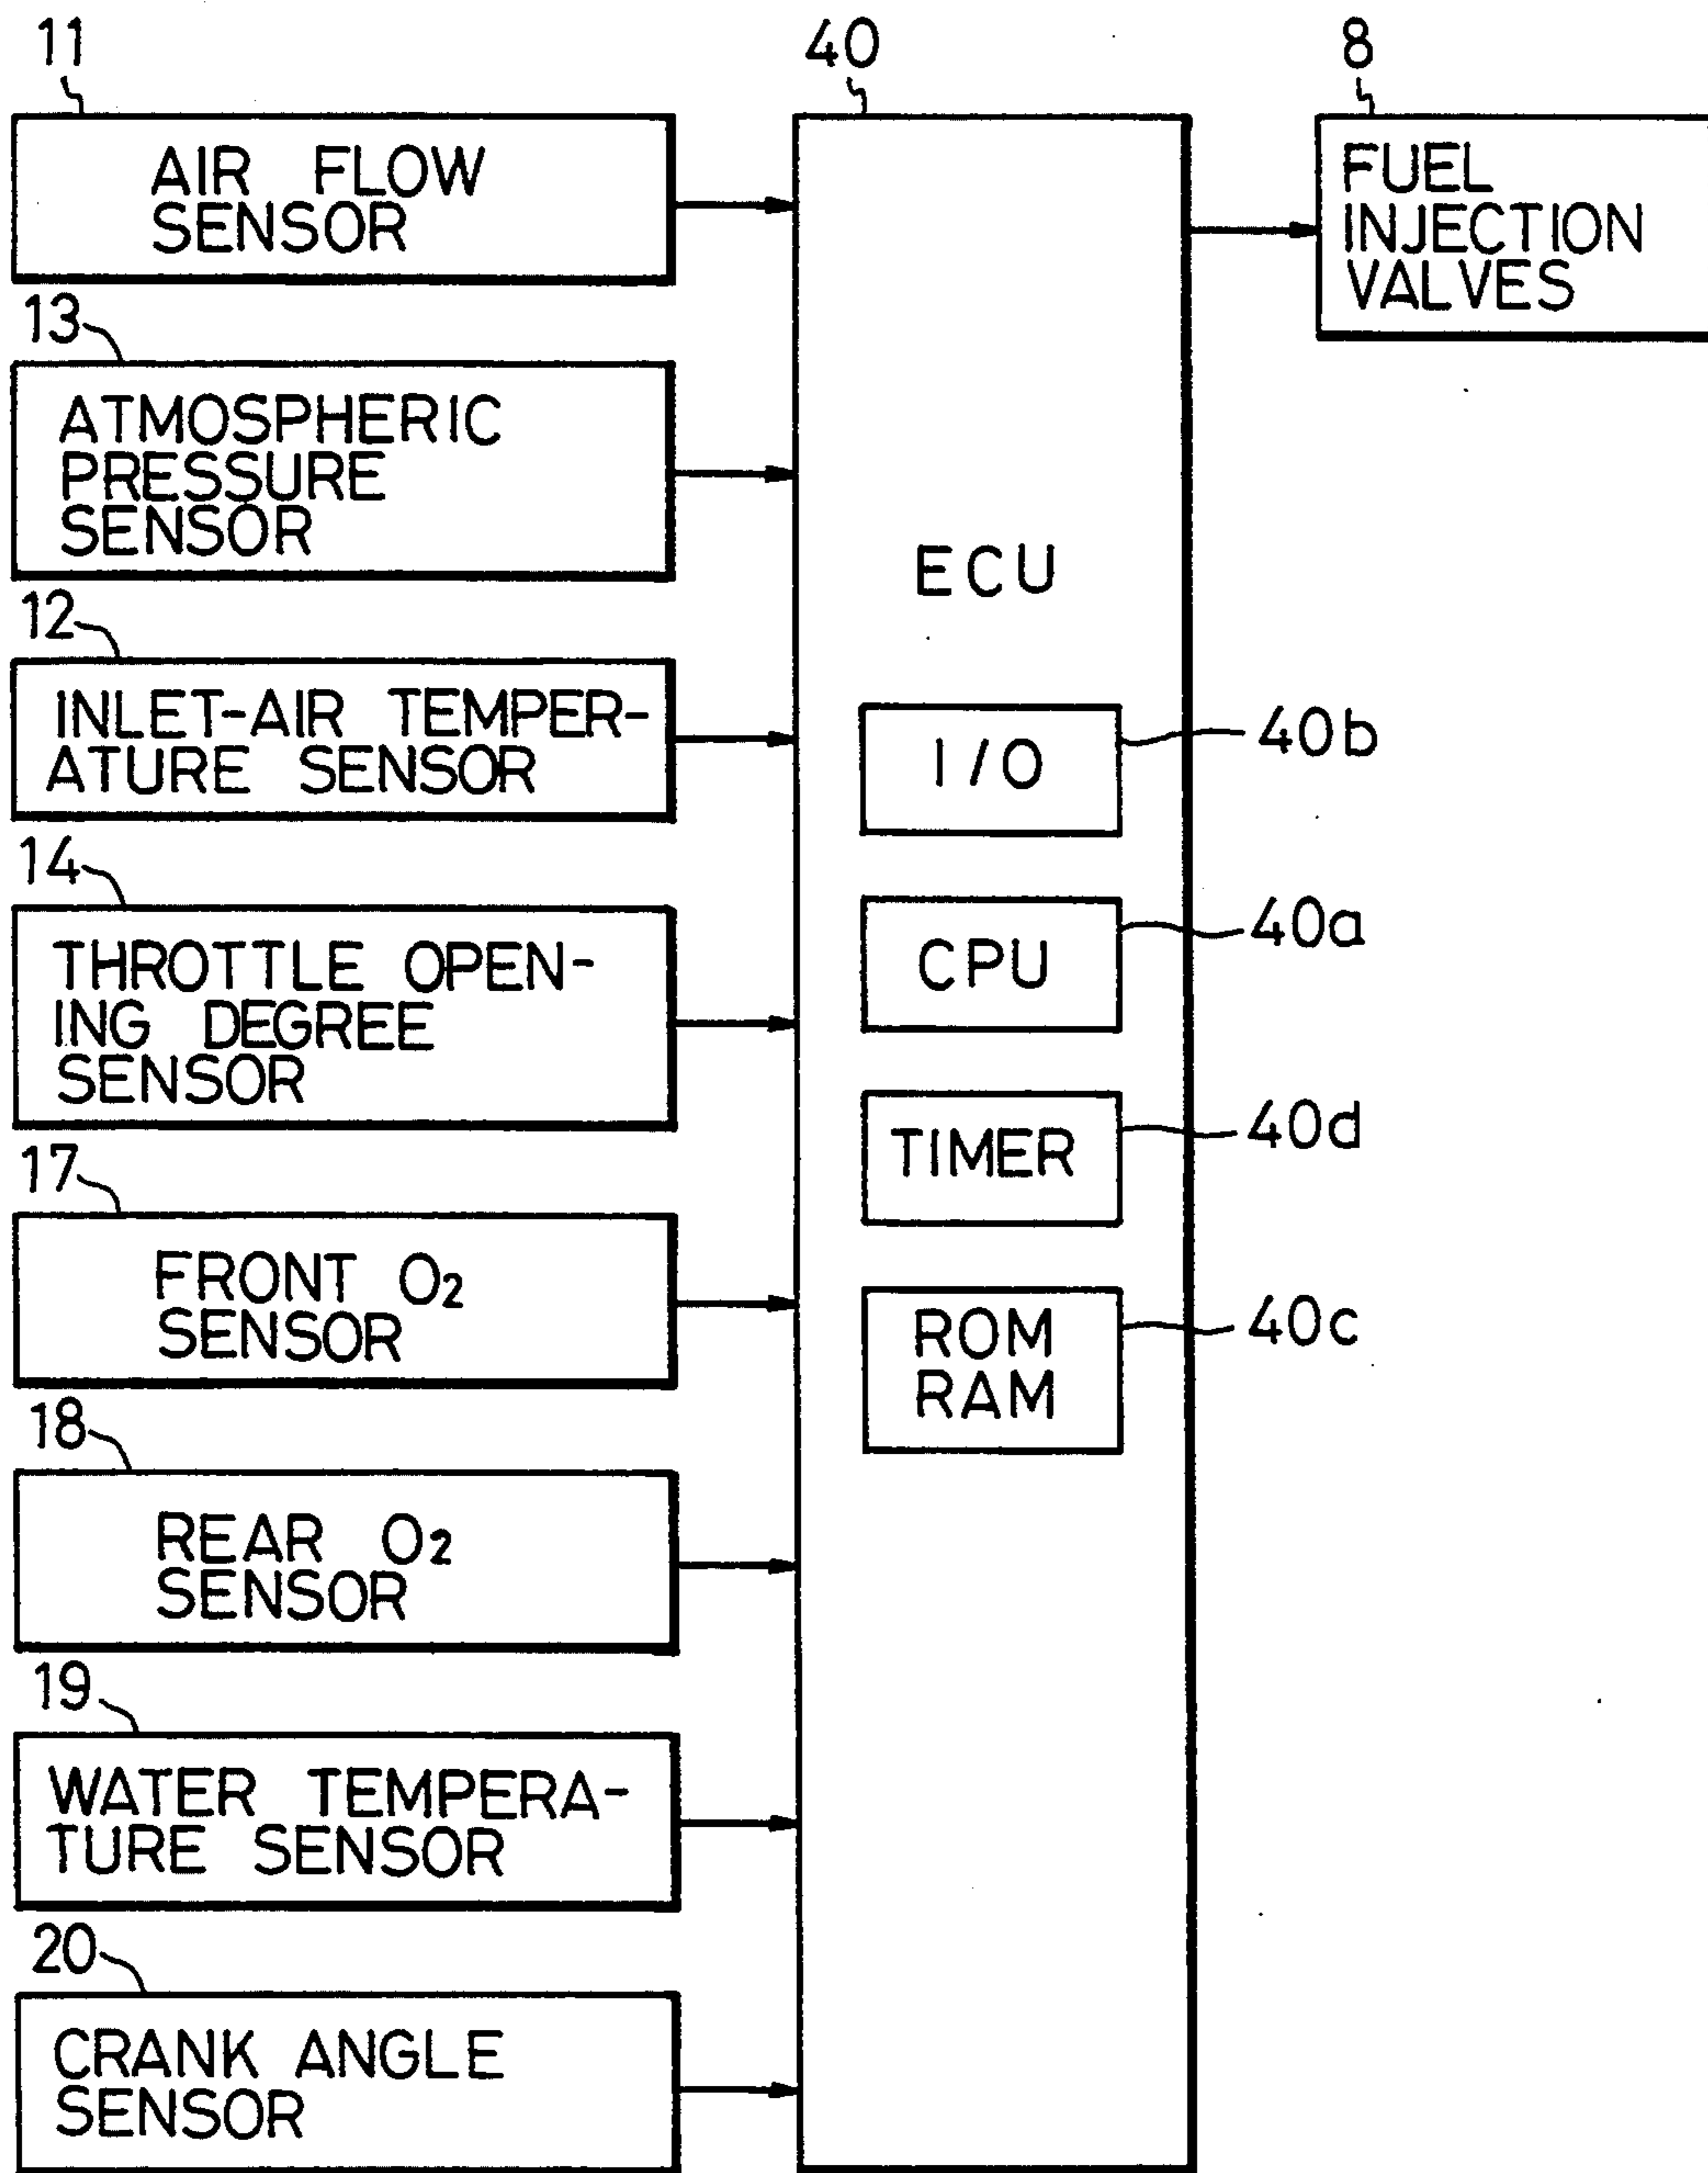 11
AIR FLOW
SENSOR
13
ATMOSPHERIC
PRESSURE
SENSOR
12
INLET-AIR TEMPER-
ATURE SENSOR
14
THROTTLE OPEN-
ING DEGREE
SENSOR
17
FRONT O2
SENSOR
18
REAR O2
SENSOR
19
WATER TEMPERA-
TURE SENSOR
20
CRANK ANGLE
SENSOR
40
ECU
I/O
40b
CPU
40a
TIMER
40d
ROM
RAM
40c
8
FUEL
INJECTION
VALVES